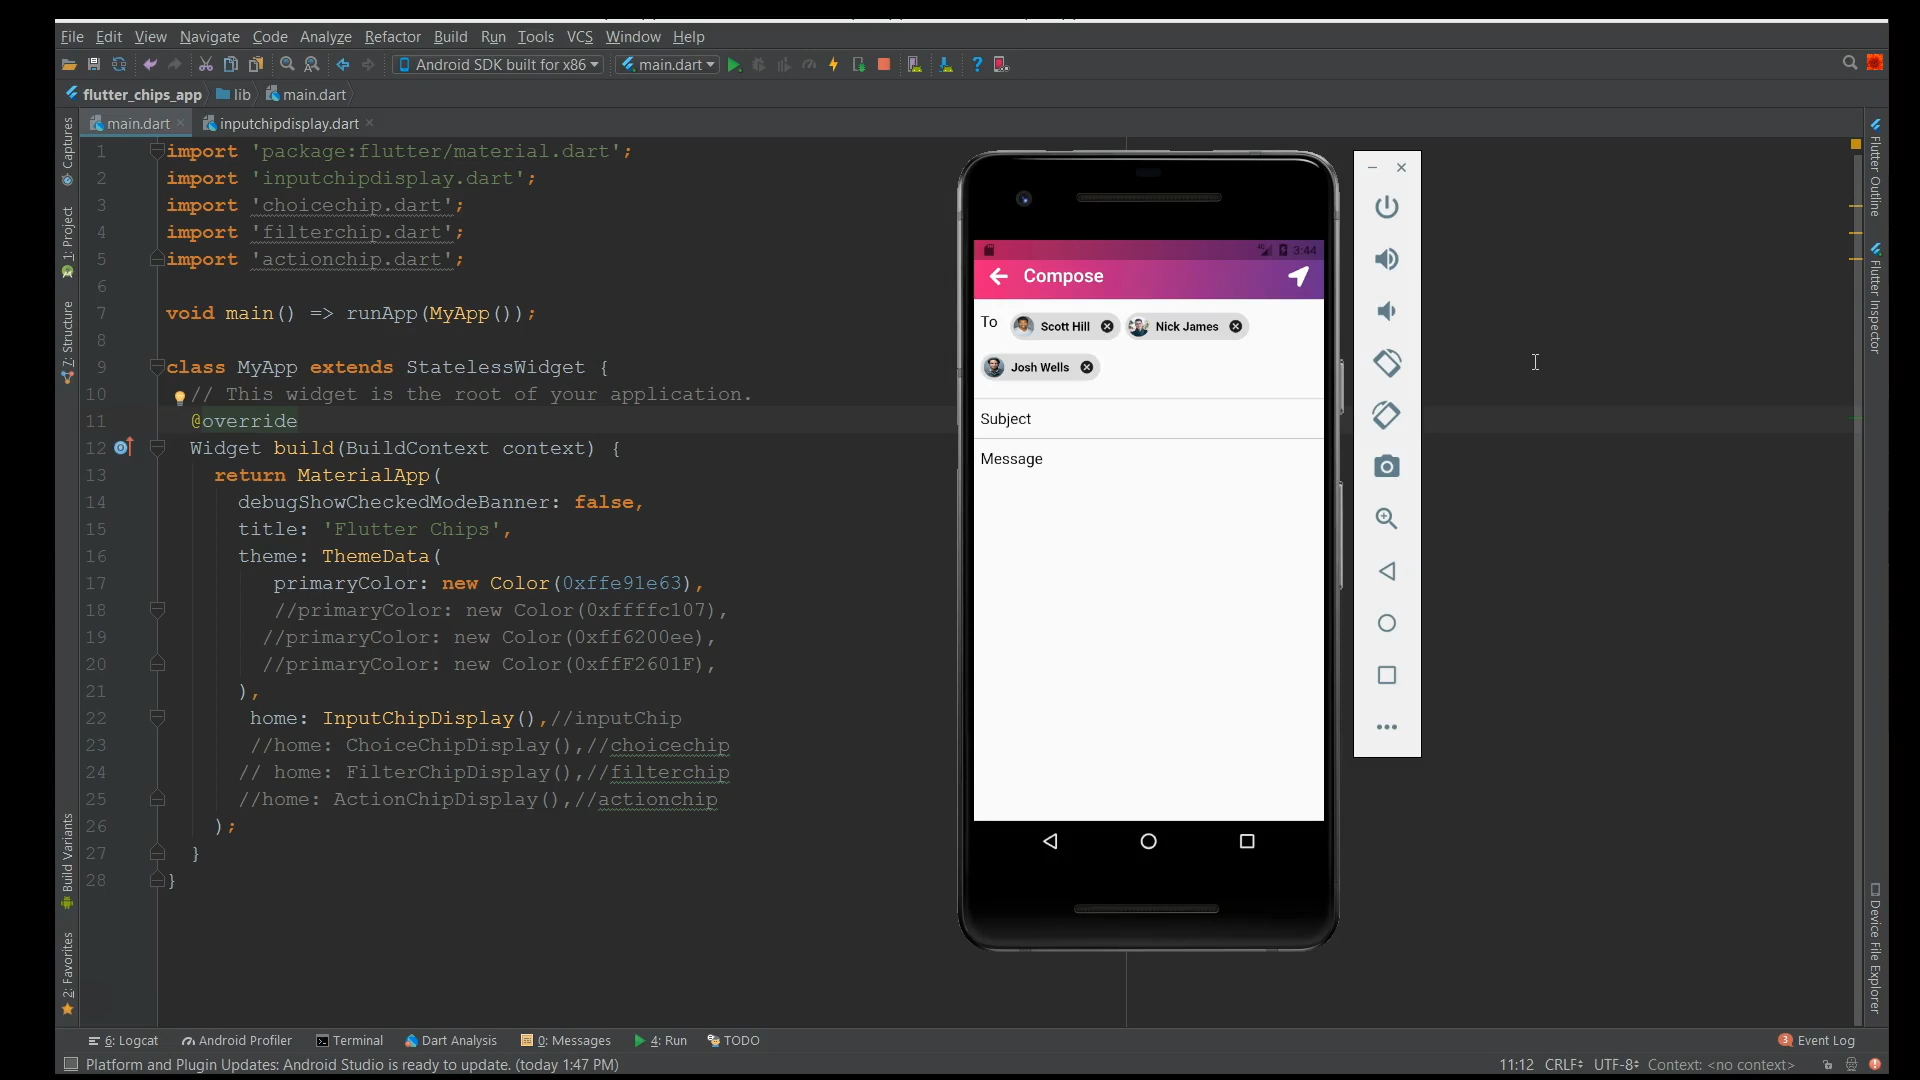 File Edit View Navigate Code Analyze Refactor Build Run Tools VCS Window Help
Android SDK built for x86 main.dart
flutter_chips_app lib main.dart
main.dart inputchipdisplay.dart
1 import 'package:flutter/material.dart';
2 import 'inputchipdisplay.dart';
3 import 'choicechip.dart';
4 import 'filterchip.dart';
5 import 'actionchip.dart';
6
7 void main() => runApp(MyApp());
8
9 class MyApp extends StatelessWidget {
10 // This widget is the root of your application.
11 @override
12 Widget build(BuildContext context) {
13 return MaterialApp(
14 debugShowCheckedModeBanner: false,
15 title: 'Flutter Chips',
16 theme: ThemeData(
17 primaryColor: new Color(0xffe91e63),
18 //primaryColor: new Color(0xffffc107),
19 //primaryColor: new Color(0xff6200ee),
20 //primaryColor: new Color(0xffF2601F),
21 ),
22 home: InputChipDisplay(),//inputChip
23 //home: ChoiceChipDisplay(),//choicechip
24 // home: FilterChipDisplay(),//filterchip
25 //home: ActionChipDisplay(),//actionchip
26 );
27 }
28 }
Captures
1: Project
7: Structure
Build Variants
2: Favorites
3:44
Compose
To Scott Hill Nick James
Josh Wells
Subject
Message
Flutter Outline
Flutter Inspector
Device File Explorer
6: Logcat Android Profiler Terminal Dart Analysis 0: Messages 4: Run TODO 3 Event Log
Platform and Plugin Updates: Android Studio is ready to update. (today 1:47 PM) 11:12 CRLF UTF-8 Context: <no context>